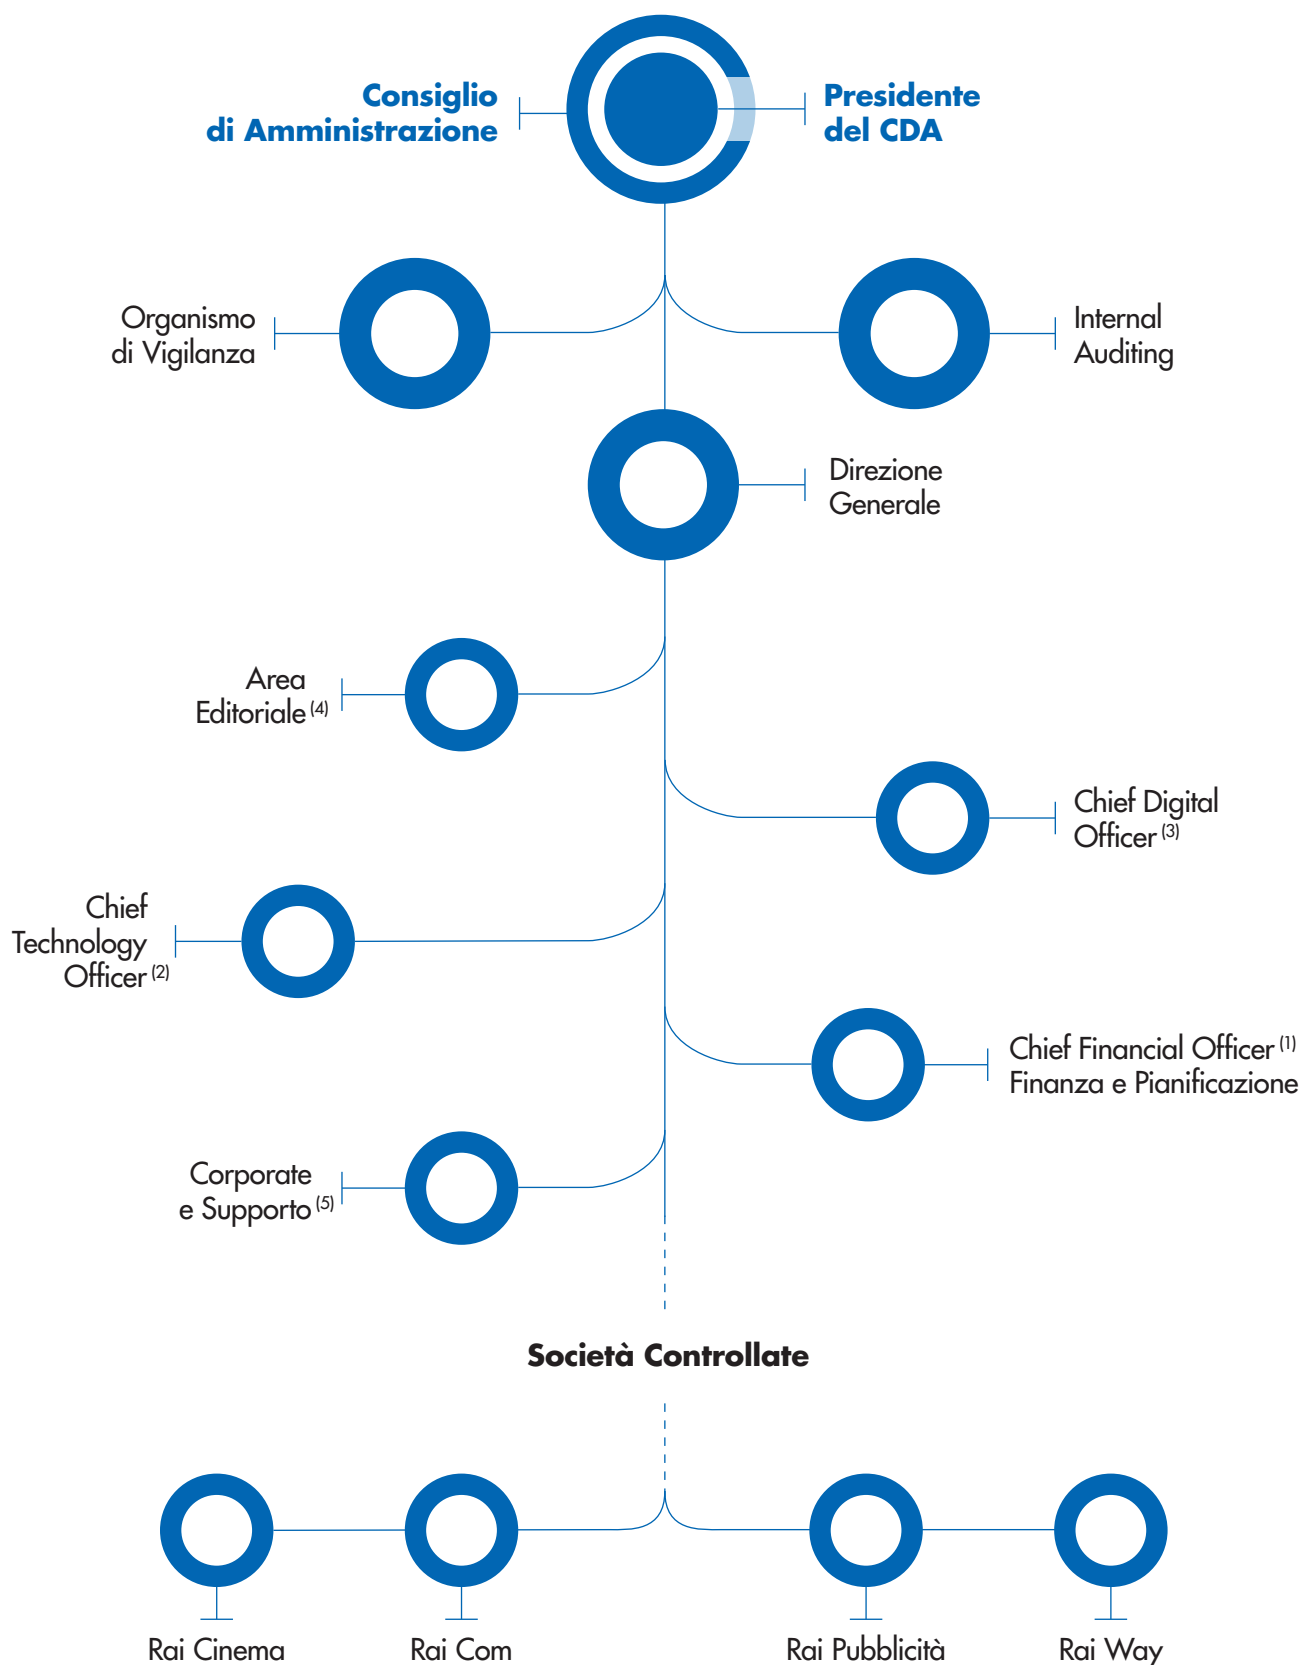 Consiglio
di Amministrazione
Presidente
del CDA
Organismo
di Vigilanza
Internal
Auditing
Direzione
Generale
Area
Editoriale (4)
Chief Digital
Officer (3)
Chief
Technology
Officer (2)
Chief Financial Officer (1)
Finanza e Pianificazione
Corporate
e Supporto (5)
Società Controllate
Rai Cinema
Rai Com
Rai Pubblicità
Rai Way